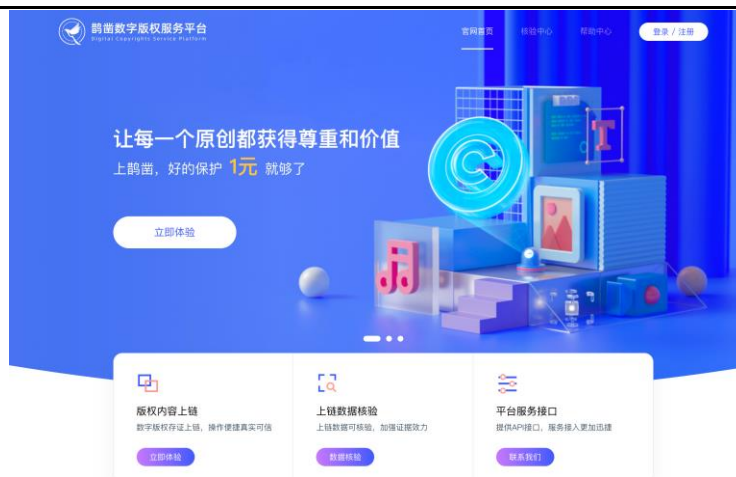 鹊凿数字版权服务平台
Digital Copyrights Service Platform
官网首页 核验中心 帮助中心 登录 / 注册
让每一个原创都获得尊重和价值
上鹊凿，好的保护 1元 就够了
立即体验
T
版权内容上链 上链数据核验 平台服务接口
数字版权存证上链，操作便捷真实可信 上链数据可核验，加强证据效力 提供API接口，服务接入更加迅捷
立即体验 数据核验 联系我们